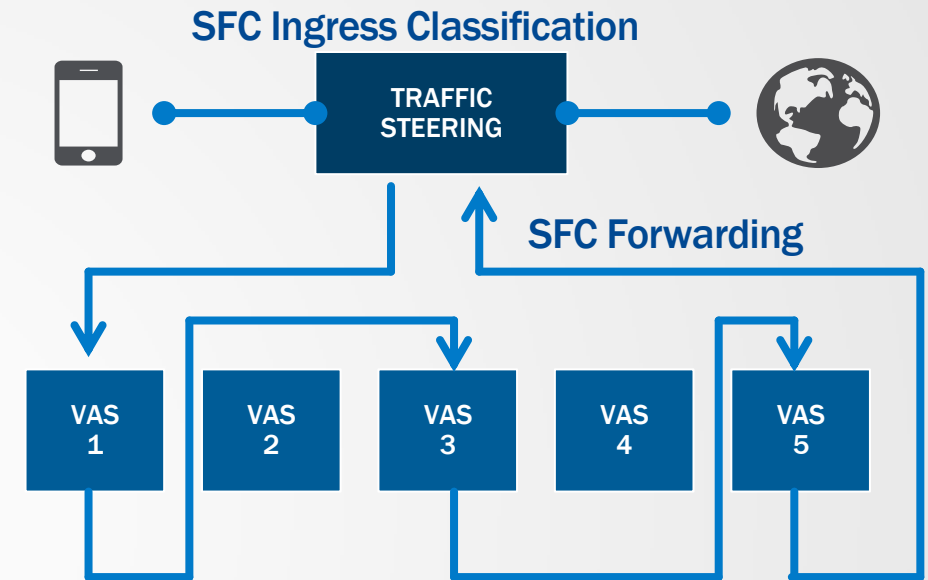 SFC Ingress Classification
TRAFFIC
STEERING
SFC Forwarding
VAS
1
VAS
2
VAS
3
VAS
4
VAS
5